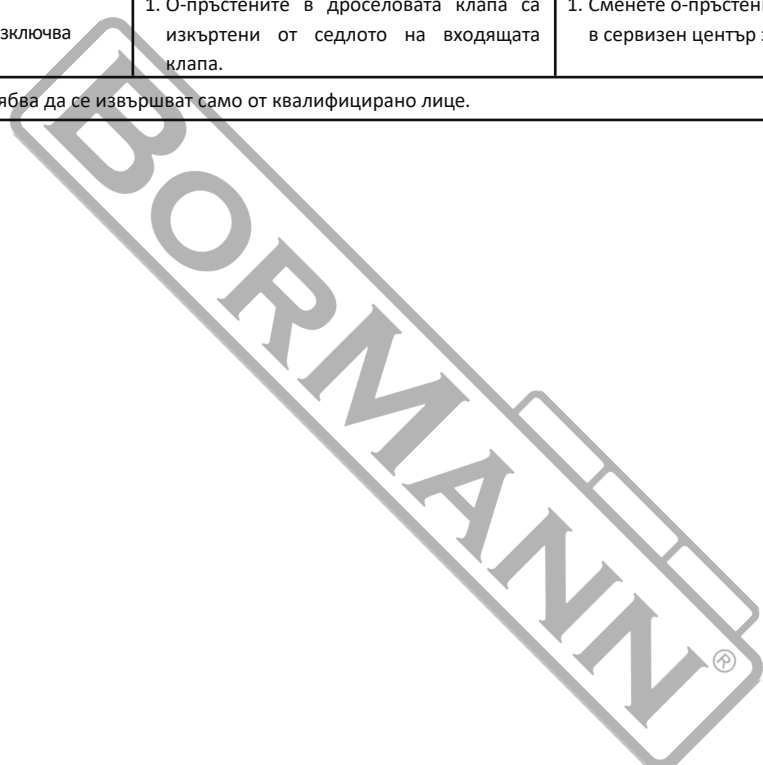 1. О-пръстените в дроселовата клапа са
изкъртени от седлото на входящата
клапа.
1. Сменете о-пръстени
в сервизен център
зключва
ябва да се извършват само от квалифицирано лице.
BORMANN®